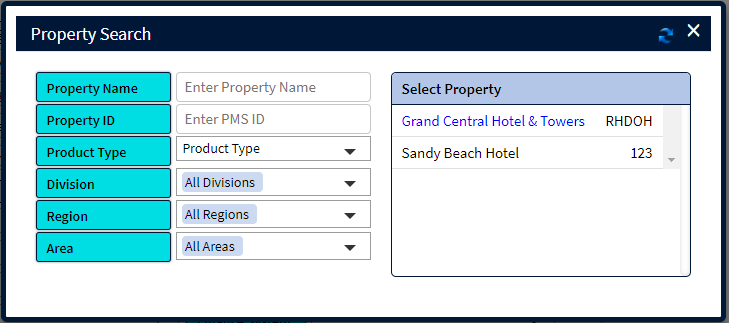 Property Search
Property Name
Enter Property Name
Property ID
Enter PMS ID
Product Type
Product Type
Division
All Divisions
Region
All Regions
Area
All Areas
Select Property
Grand Central Hotel & Towers RHDOH
Sandy Beach Hotel 123